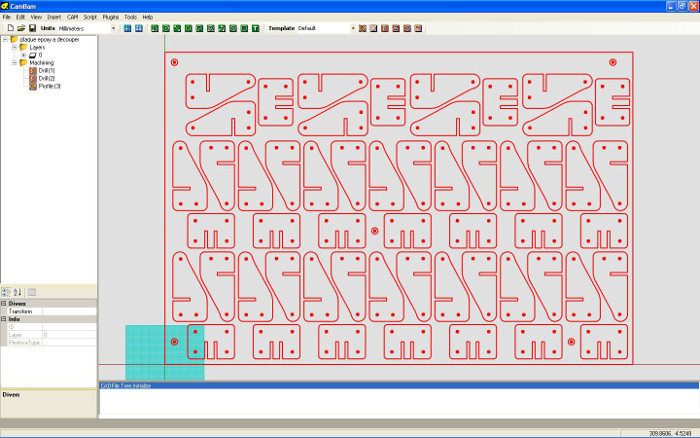 CamBam
File Edit View Insert CAM Script Plugins Tools Help
Units Millimeters Template: Default
plaque epoxy a decouper
Layers
0
Machining
Drill(1)
Drill(2)
Profile(3)
Divers
Transform
Info
ID
Layer 0
PrimitiveType
Divers
CAD File Tree Initialize
309.8606, -4.5249